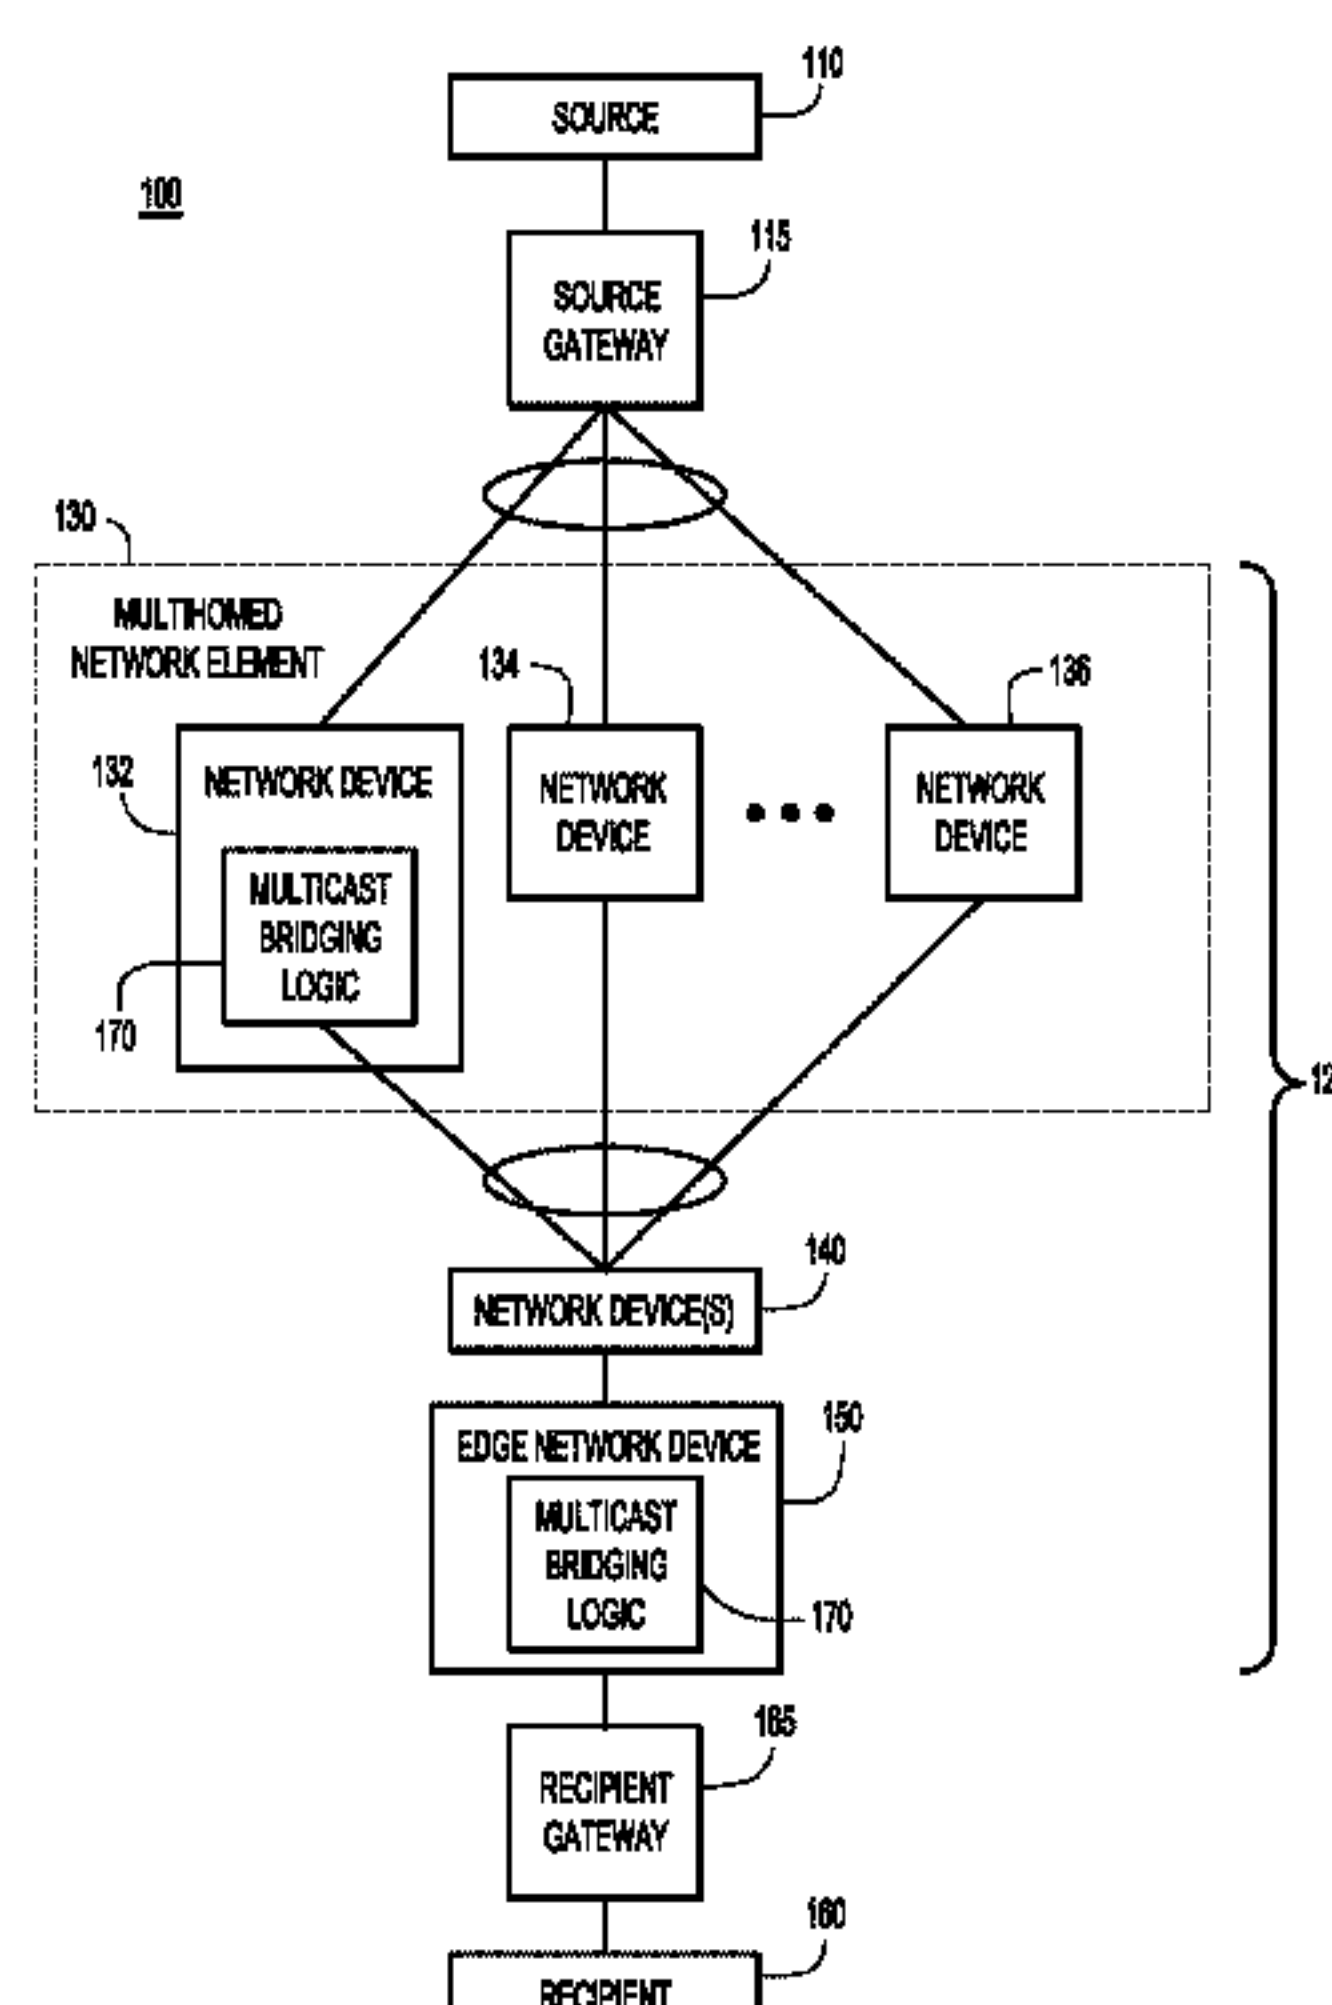 110
SOURCE
100
115
SOURCE
GATEWAY
130
MULTIHOMED
NETWORK ELEMENT
134
136
132
NETWORK DEVICE
NETWORK
DEVICE
NETWORK
DEVICE
MULTICAST
BRIDGING
LOGIC
170
12
140
NETWORK DEVICE(S)
150
EDGE NETWORK DEVICE
MULTICAST
BRIDGING
LOGIC
170
165
RECIPIENT
GATEWAY
160
RECIPIENT